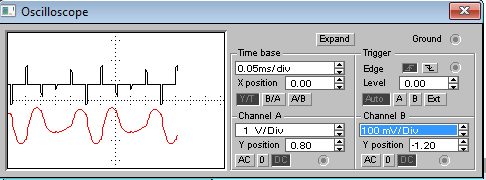 Oscilloscope
Expand Ground
Time base Trigger
0.05ms/div Edge
X position 0.00 Level 0.00
Y/T B/A A/B Auto A B Ext
Channel A Channel B
1 V/Div 100 mV/Div
Y position 0.80 Y position -1.20
AC 0 DC AC 0 DC